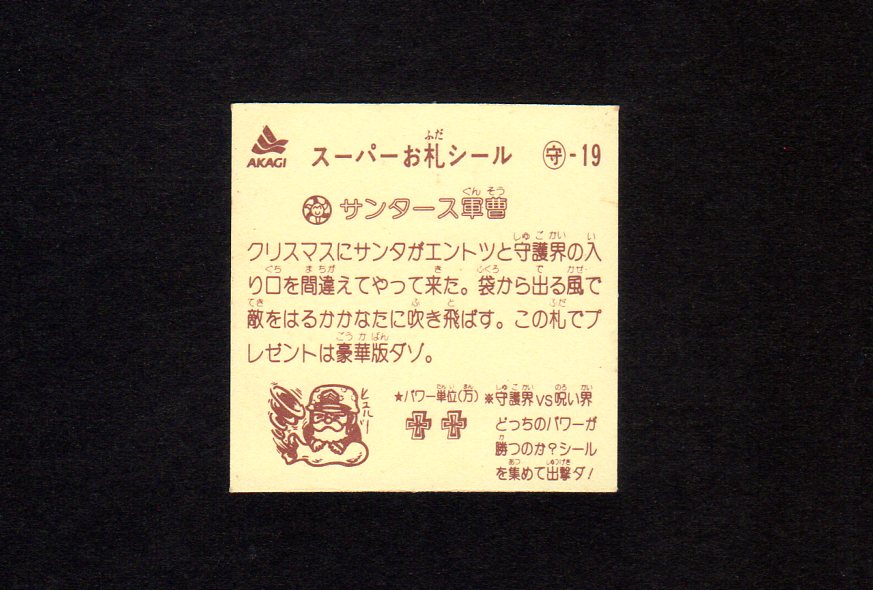 AKAGI
スーパーお札シール ㊢-19
サンタース軍曹
クリスマスにサンタがエントツと守護界の入
り口を間違えてやって来た。袋から出る風で
敵をはるかかなたに吹き飛ばす。この札でプ
レゼントは豪華版ダゾ。
ヒュルルー
★パワー単位(万)
※守護界VS呪い界
どっちのパワーが
勝つのか?シール
を集めて出撃ダ!